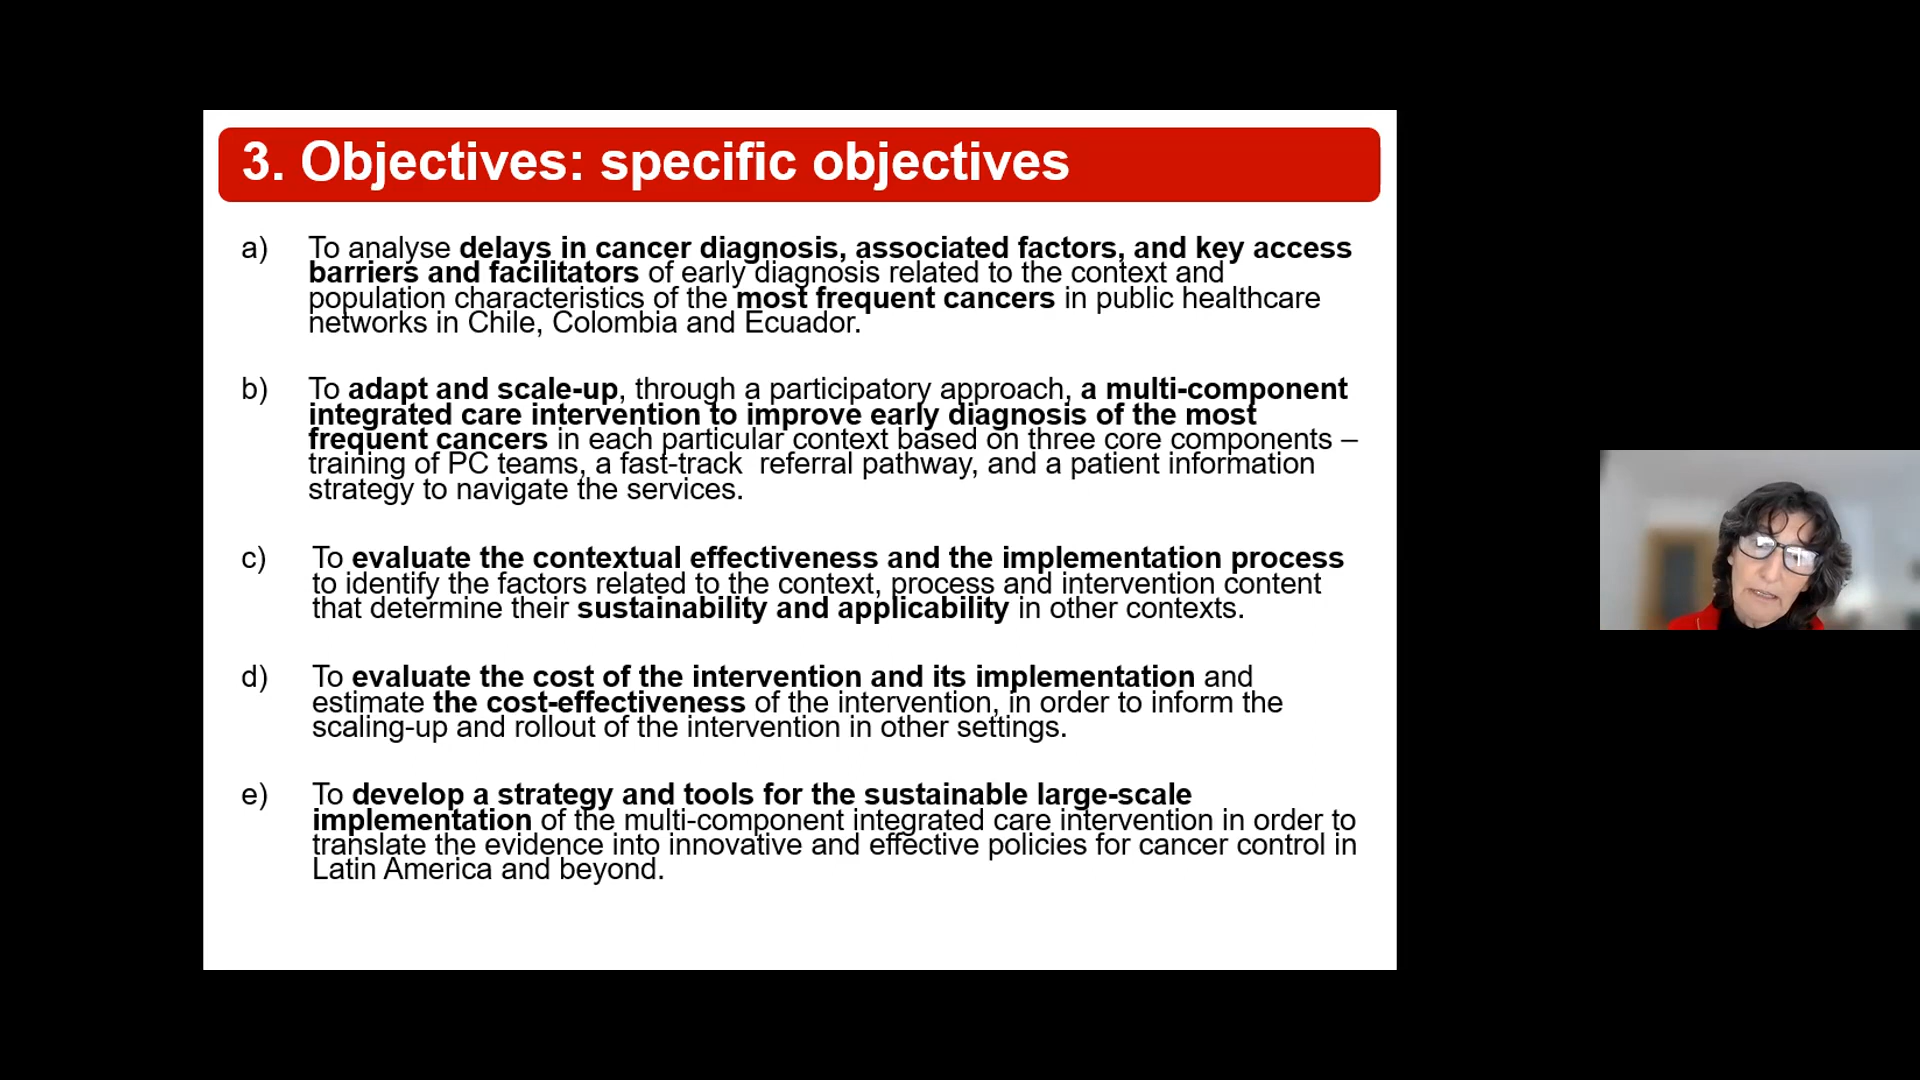 3. Objectives: specific objectives
a) To analyse delays in cancer diagnosis, associated factors, and key access
barriers and facilitators of early diagnosis related to the context and
population characteristics of the most frequent cancers in public healthcare
networks in Chile, Colombia and Ecuador.
b) To adapt and scale-up, through a participatory approach, a multi-component
integrated care intervention to improve early diagnosis of the most
frequent cancers in each particular context based on three core components –
training of PC teams, a fast-track  referral pathway, and a patient information
strategy to navigate the services.
c) To evaluate the contextual effectiveness and the implementation process
to identify the factors related to the context, process and intervention content
that determine their sustainability and applicability in other contexts.
d) To evaluate the cost of the intervention and its implementation and
estimate the cost-effectiveness of the intervention, in order to inform the
scaling-up and rollout of the intervention in other settings.
e) To develop a strategy and tools for the sustainable large-scale
implementation of the multi-component integrated care intervention in order to
translate the evidence into innovative and effective policies for cancer control in
Latin America and beyond.